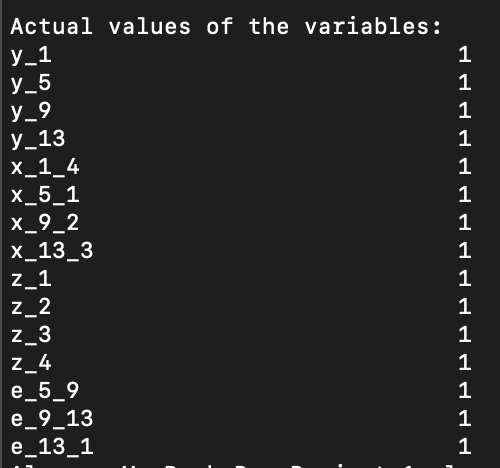 Actual values of the variables:
y_1 1
y_5 1
y_9 1
y_13 1
x_1_4 1
x_5_1 1
x_9_2 1
x_13_3 1
z_1 1
z_2 1
z_3 1
z_4 1
e_5_9 1
e_9_13 1
e_13_1 1